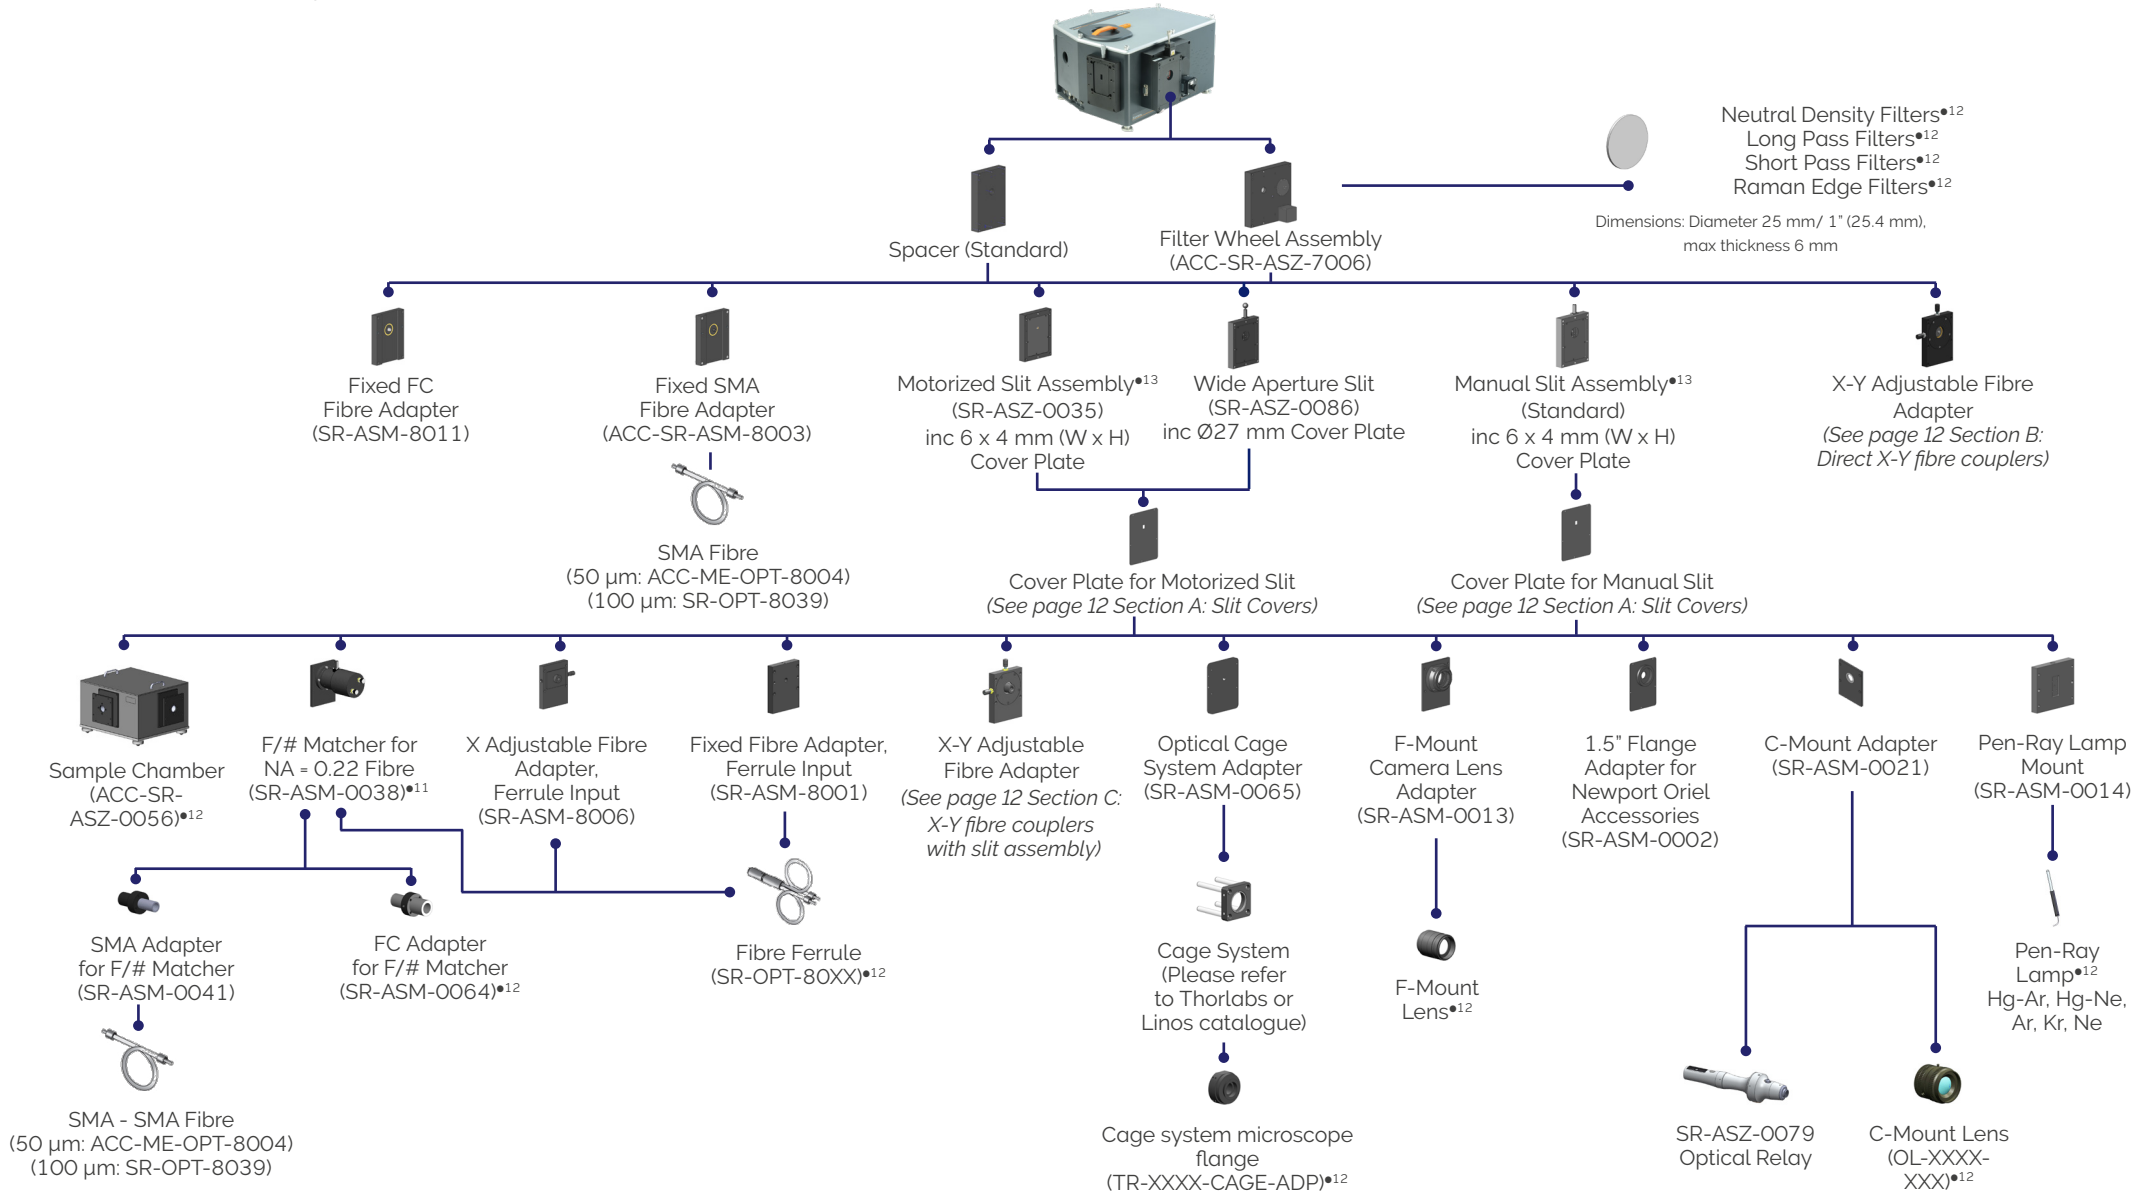 Neutral Density Filters●12
Long Pass Filters●12
Short Pass Filters●12
Raman Edge Filters●12
Dimensions: Diameter 25 mm/ 1" (25.4 mm),
max thickness 6 mm
Spacer (Standard)
Filter Wheel Assembly
(ACC-SR-ASZ-7006)
Fixed FC
Fibre Adapter
(SR-ASM-8011)
Fixed SMA
Fibre Adapter
(ACC-SR-ASM-8003)
Motorized Slit Assembly●13
(SR-ASZ-0035)
inc 6 x 4 mm (W x H)
Cover Plate
Wide Aperture Slit
(SR-ASZ-0086)
inc Ø27 mm Cover Plate
Manual Slit Assembly●13
(Standard)
inc 6 x 4 mm (W x H)
Cover Plate
X-Y Adjustable Fibre
Adapter
(See page 12 Section B:
Direct X-Y fibre couplers)
SMA Fibre
(50 µm: ACC-ME-OPT-8004)
(100 µm: SR-OPT-8039)
Cover Plate for Motorized Slit
(See page 12 Section A: Slit Covers)
Cover Plate for Manual Slit
(See page 12 Section A: Slit Covers)
Sample Chamber
(ACC-SR-
ASZ-0056)●12
F/# Matcher for
NA = 0.22 Fibre
(SR-ASM-0038)●11
X Adjustable Fibre
Adapter,
Ferrule Input
(SR-ASM-8006)
Fixed Fibre Adapter,
Ferrule Input
(SR-ASM-8001)
X-Y Adjustable
Fibre Adapter
(See page 12 Section C:
X-Y fibre couplers
with slit assembly)
Optical Cage
System Adapter
(SR-ASM-0065)
F-Mount
Camera Lens
Adapter
(SR-ASM-0013)
1.5" Flange
Adapter for
Newport Oriel
Accessories
(SR-ASM-0002)
C-Mount Adapter
(SR-ASM-0021)
Pen-Ray Lamp
Mount
(SR-ASM-0014)
SMA Adapter
for F/# Matcher
(SR-ASM-0041)
FC Adapter
for F/# Matcher
(SR-ASM-0064)●12
Fibre Ferrule
(SR-OPT-80XX)●12
Cage System
(Please refer
to Thorlabs or
Linos catalogue)
F-Mount
Lens●12
Pen-Ray
Lamp●12
Hg-Ar, Hg-Ne,
Ar, Kr, Ne
SMA - SMA Fibre
(50 µm: ACC-ME-OPT-8004)
(100 µm: SR-OPT-8039)
Cage system microscope
flange
(TR-XXXX-CAGE-ADP)●12
SR-ASZ-0079
Optical Relay
C-Mount Lens
(OL-XXXX-
XXX)●12